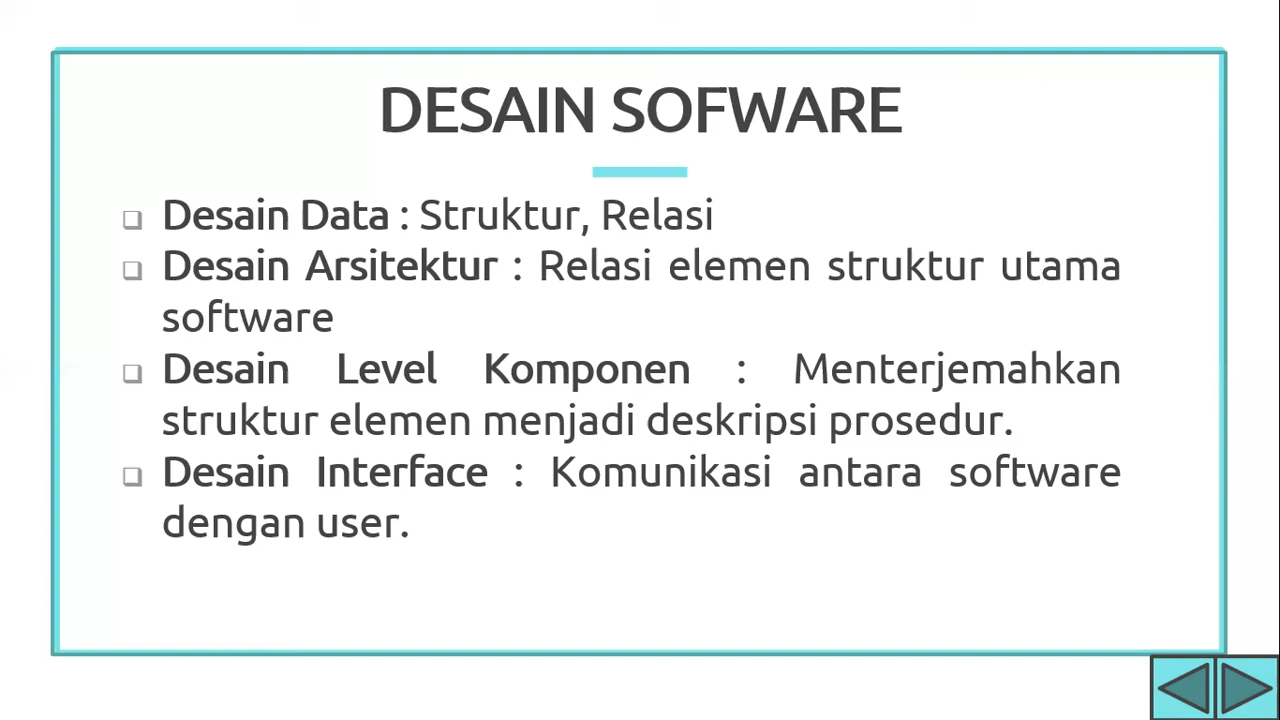 DESAIN SOFWARE
Desain Data : Struktur, Relasi
Desain Arsitektur : Relasi elemen struktur utama
software
Desain Level Komponen : Menterjemahkan
struktur elemen menjadi deskripsi prosedur.
Desain Interface : Komunikasi antara software
dengan user.